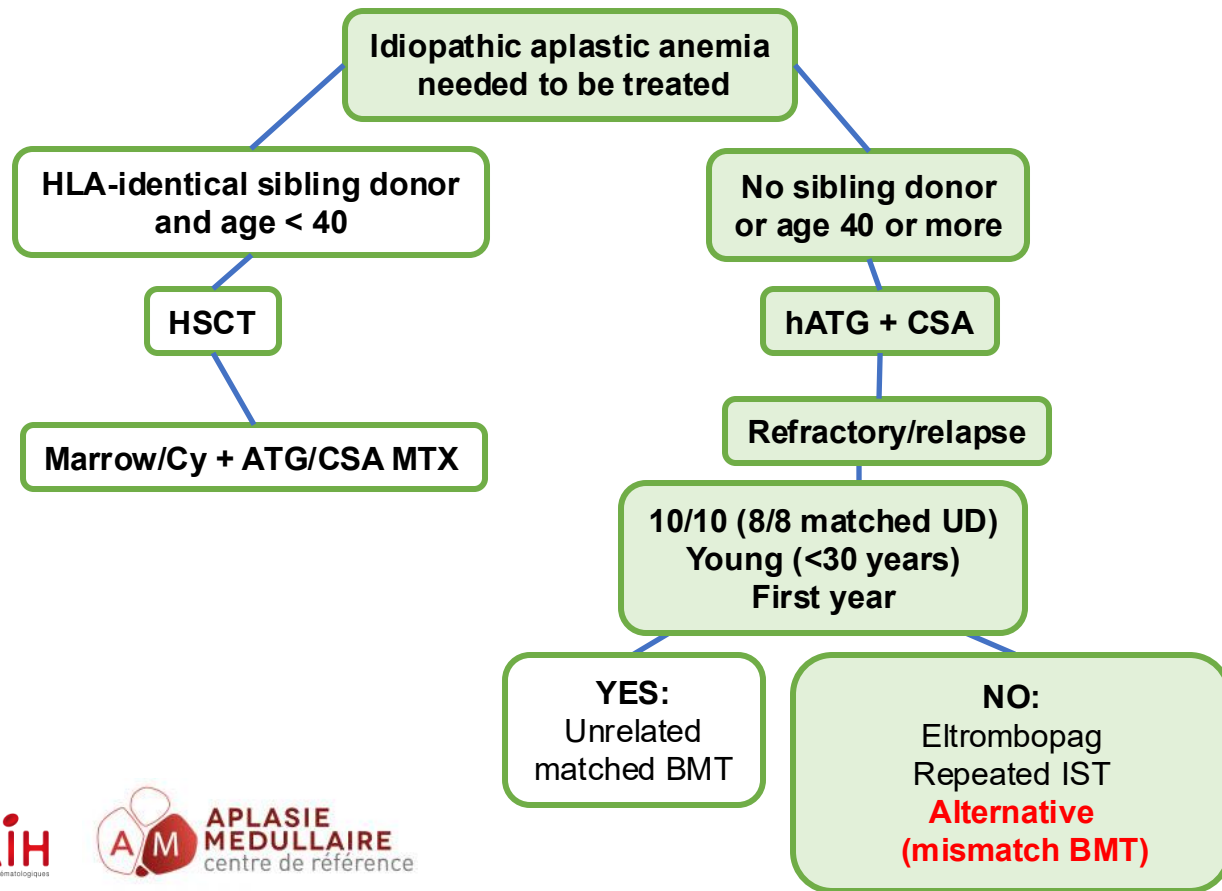 Idiopathic aplastic anemia
needed to be treated
HLA-identical sibling donor
and age < 40
No sibling donor
or age 40 or more
HSCT
hATG + CSA
Marrow/Cy + ATG/CSA MTX
Refractory/relapse
10/10 (8/8 matched UD)
Young (<30 years)
First year
YES:
Unrelated
matched BMT
NO:
Eltrombopag
Repeated IST
Alternative
(mismatch BMT)
iH
ématologiques
A M
APLASIE
MEDULLAIRE
centre de référence